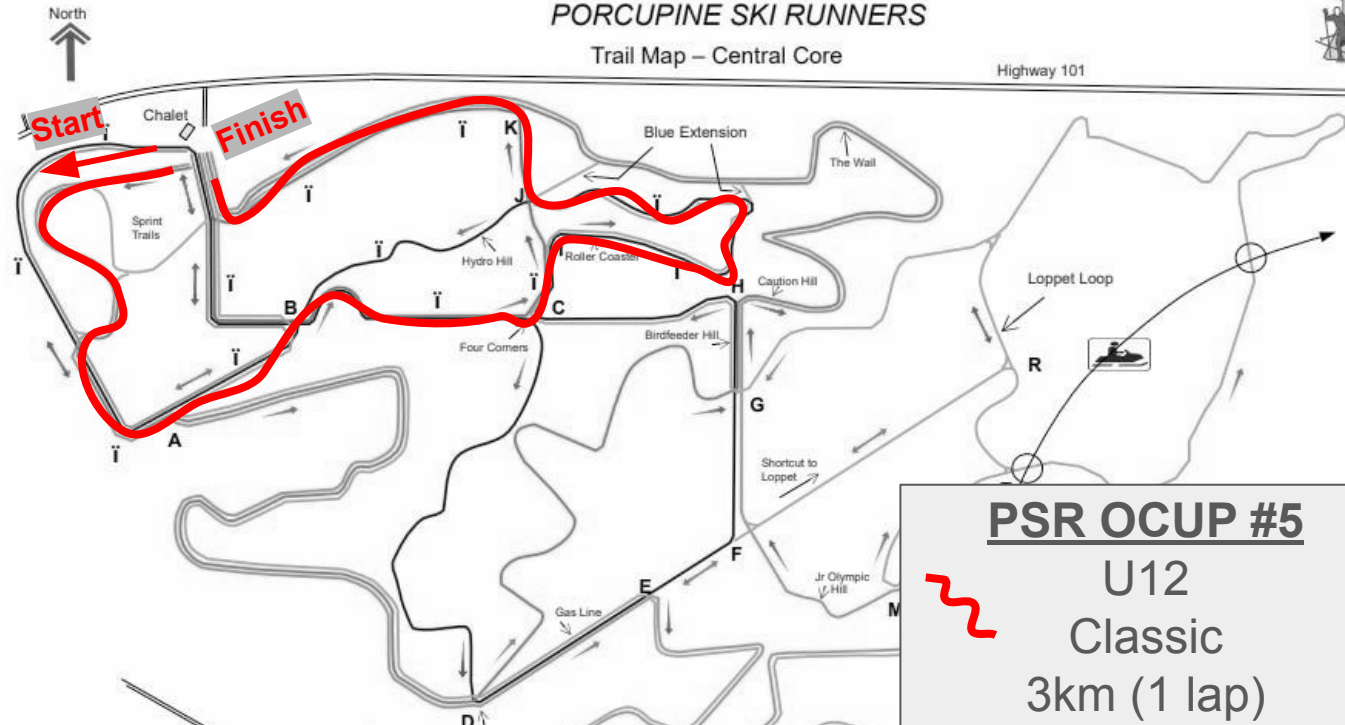 North
PORCUPINE SKI RUNNERS
Trail Map – Central Core
Highway 101
Start
Chalet
Finish
ï
ï
K
Blue Extension
The Wall
ï
J
ï
Sprint
Trails
ï
ï
Hydro Hill
Roller Coaster
ï
ï
ï
ï
ï
H
Caution Hill
Loppet Loop
B
C
Four Corners
Birdfeeder Hill
R
ï
G
A
ï
Shortcut to
Loppet
F
E
Jr Olympic
Hill
Gas Line
M
D
PSR OCUP #5
U12
Classic
3km (1 lap)